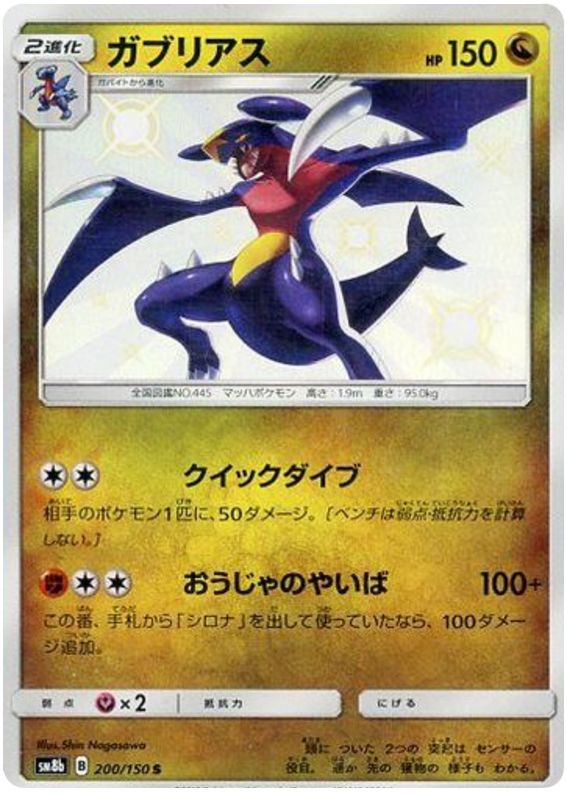 2進化
ガブリアス
HP 150
ガバイトから進化
全国図鑑NO.445 マッハポケモン 高さ：1.9m 重さ：95.0kg
クイックダイブ
相手のポケモン1匹に、50ダメージ。［ベンチは弱点・抵抗力を計算
しない。］
おうじゃのやいば 100+
この番、手札から「シロナ」を出して使っていたなら、100ダメー
ジ追加。
弱点 ×2 抵抗力 にげる
Illus. Shin Nagasawa
SM8b B 200/150 S
頭に ついた 2つの 突起は センサーの
役目。 遥か 先の 獲物の 様子も わかる。